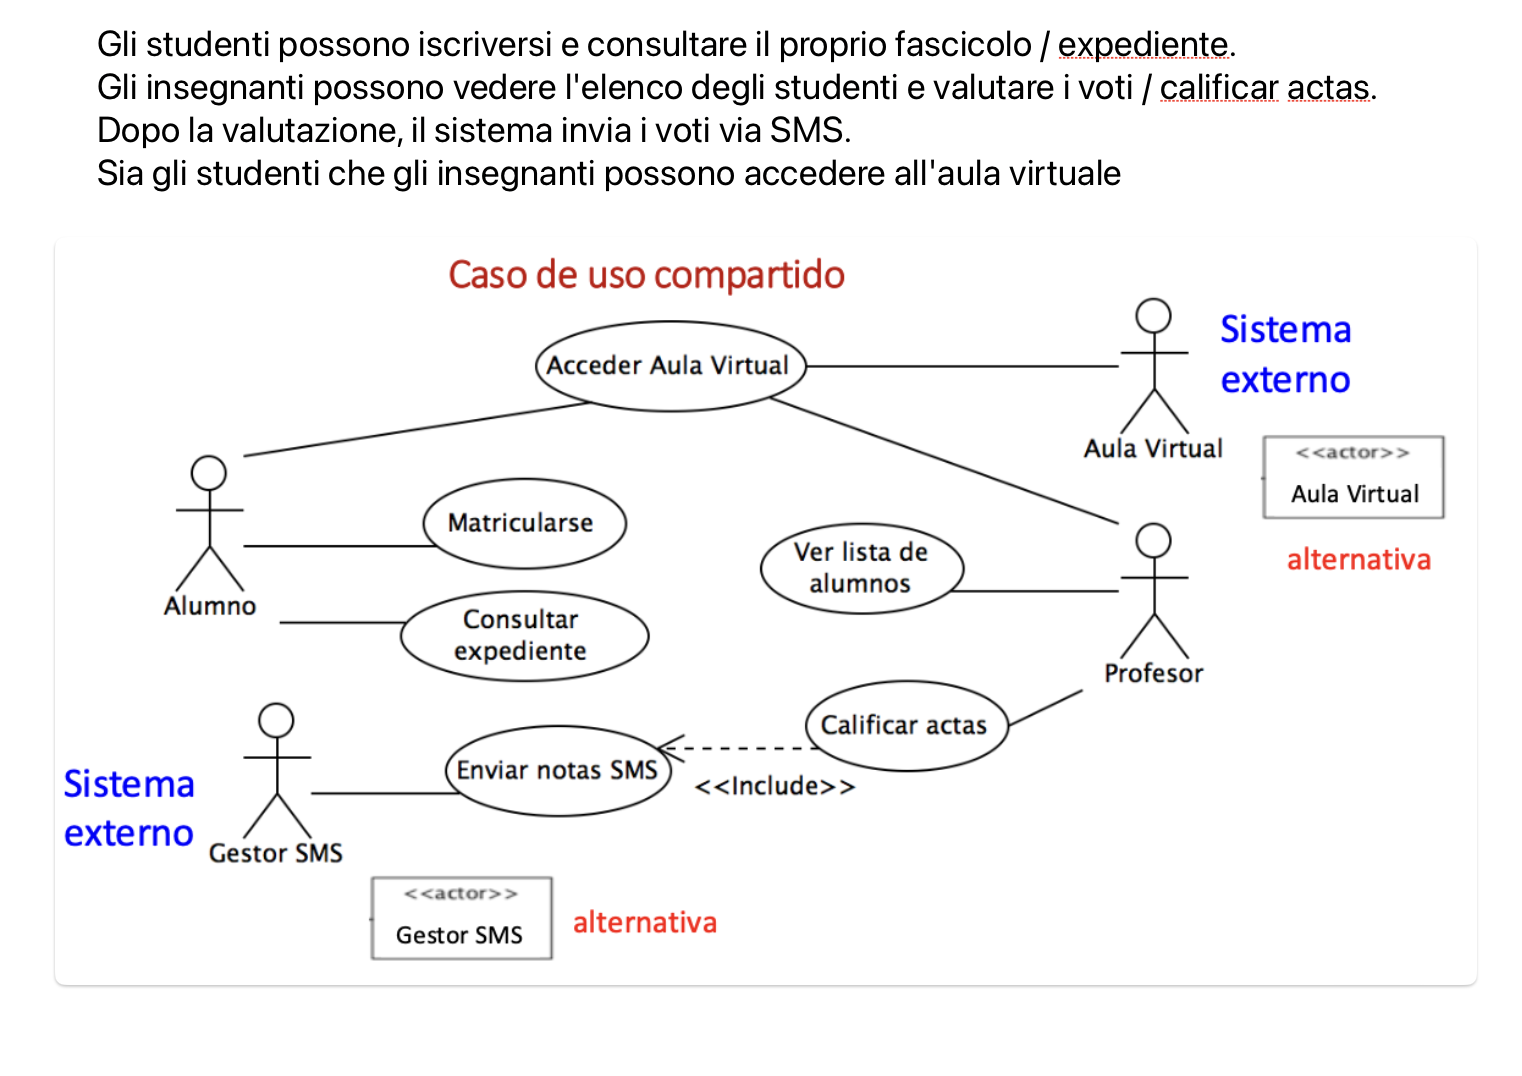 Gli studenti possono iscriversi e consultare il proprio fascicolo / expediente.
Gli insegnanti possono vedere l'elenco degli studenti e valutare i voti / calificar actas.
Dopo la valutazione, il sistema invia i voti via SMS.
Sia gli studenti che gli insegnanti possono accedere all'aula virtuale
Caso de uso compartido
Acceder Aula Virtual
Sistema
externo
Aula Virtual
<<actor>>
Aula Virtual
alternativa
Alumno
Matricularse
Consultar
expediente
Ver lista de
alumnos
Profesor
Calificar actas
<<Include>>
Enviar notas SMS
Sistema
externo
Gestor SMS
<<actor>>
Gestor SMS
alternativa